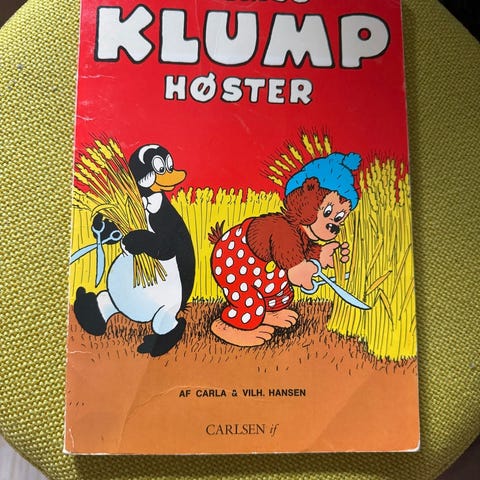 KLUMP
HØSTER
AF CARLA & VILH. HANSEN
CARLSEN if